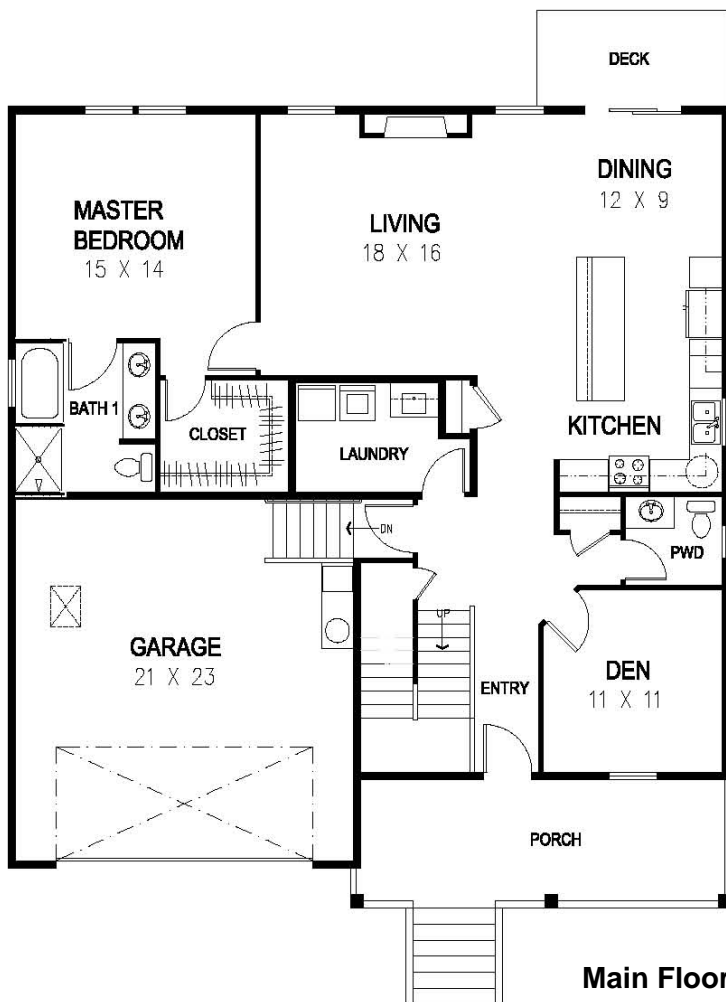 DECK
DINING
12 X 9
MASTER
BEDROOM
15 X 14
LIVING
18 X 16
BATH 1
CLOSET
LAUNDRY
KITCHEN
DN
PWD
UP
GARAGE
21 X 23
ENTRY
DEN
11 X 11
PORCH
Main Floor